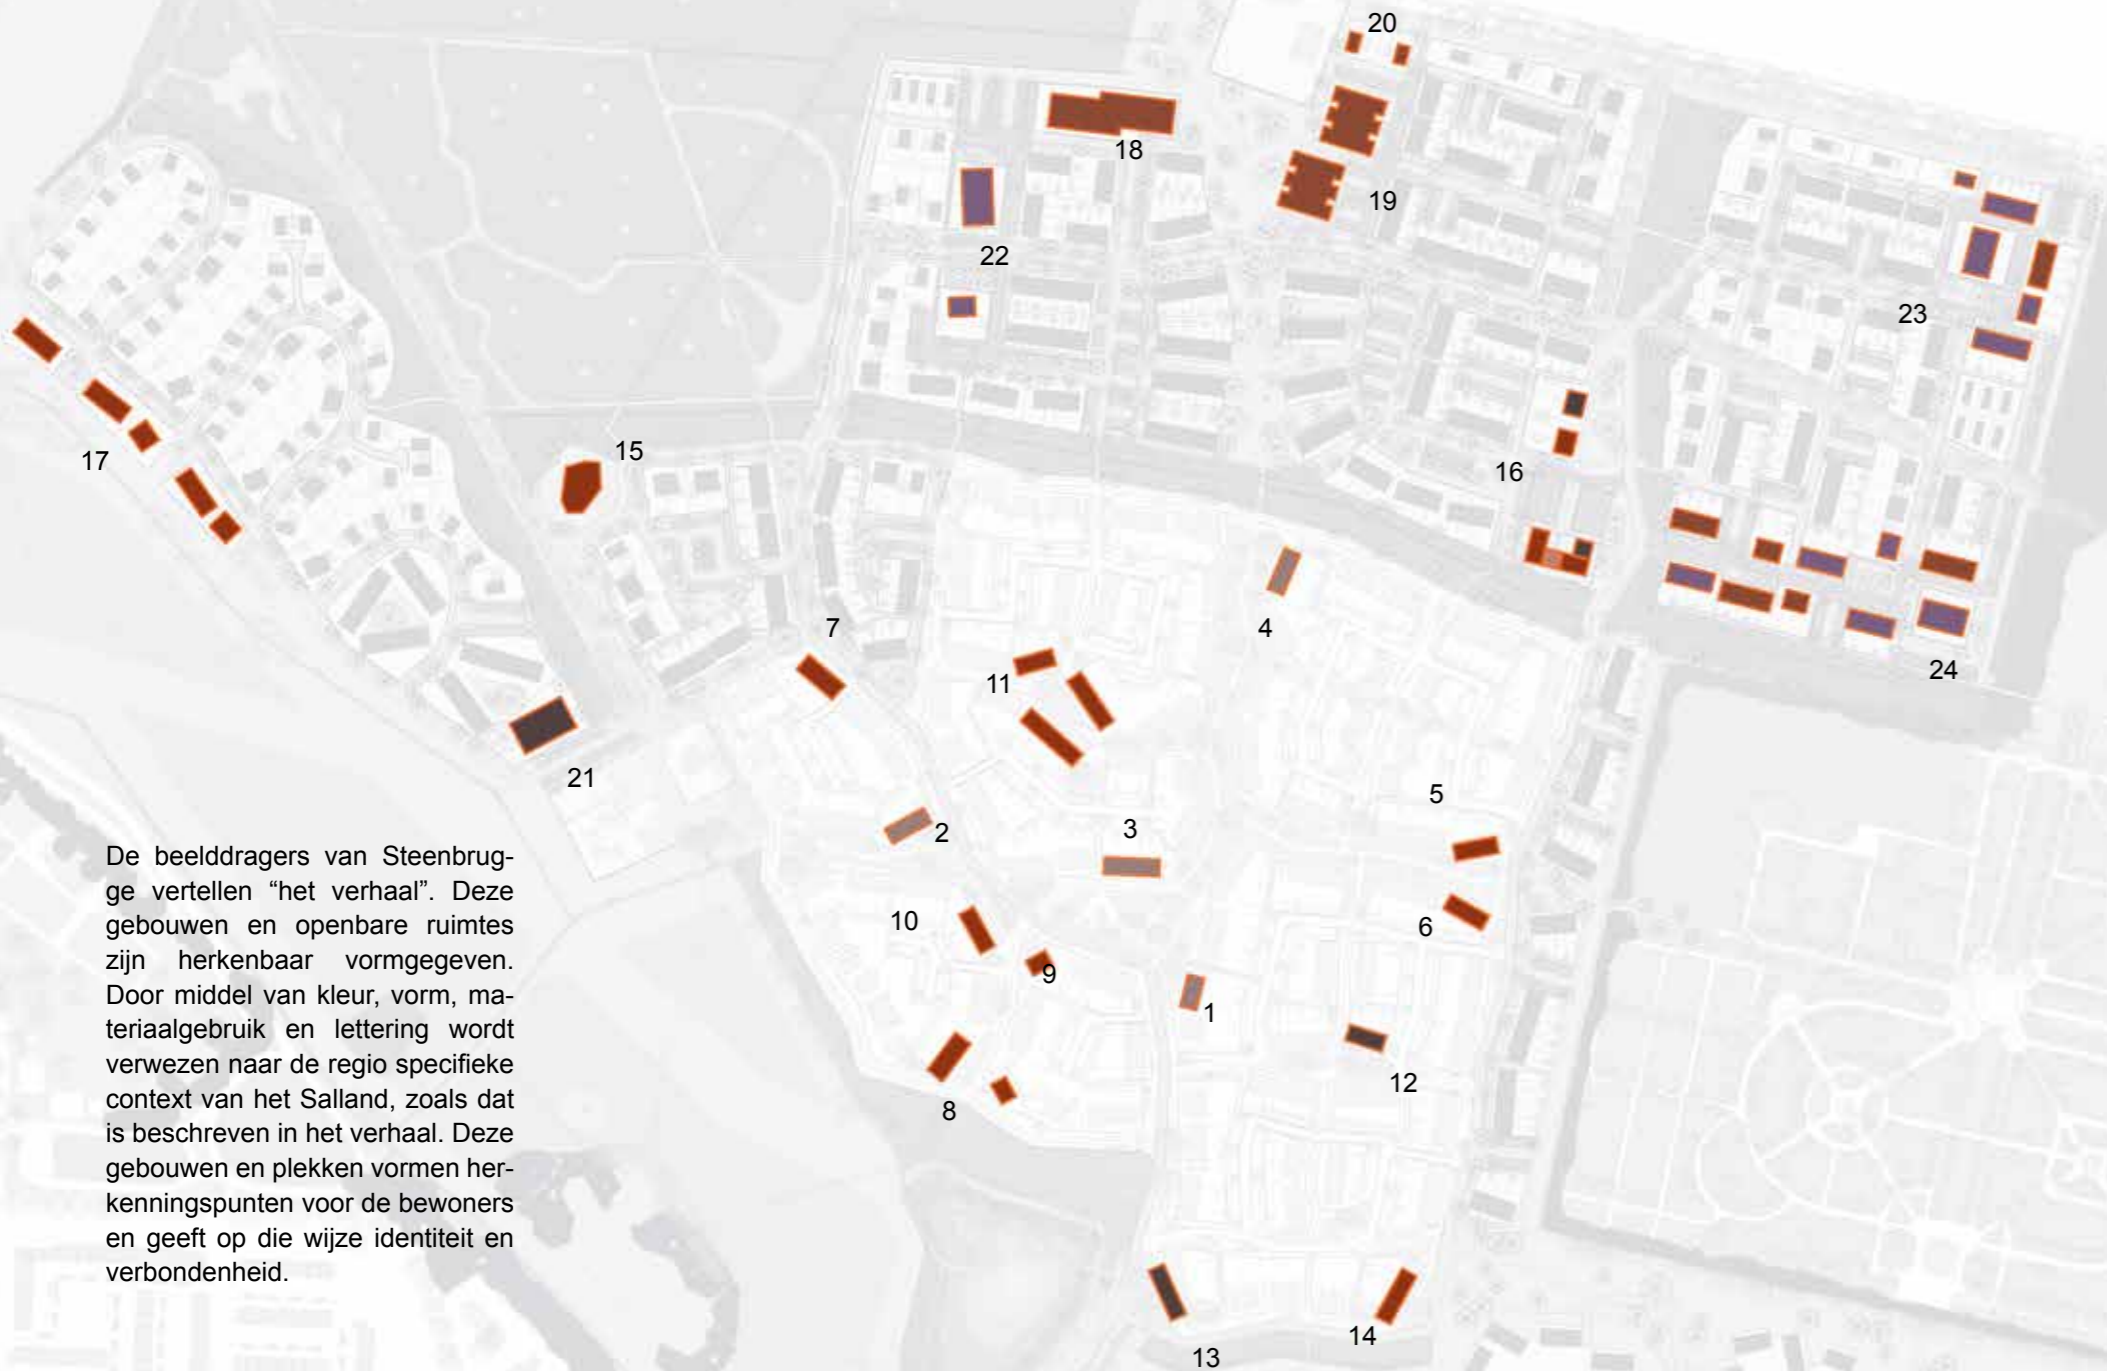 20
18
19
22
23
15
17
16
7
4
11
24
21
5
2
3
De beelddragers van Steenbrug-
ge vertellen “het verhaal”. Deze
gebouwen en openbare ruimtes
zijn herkenbaar vormgegeven.
Door middel van kleur, vorm, ma-
teriaalgebruik en lettering wordt
verwezen naar de regio specifieke
context van het Salland, zoals dat
is beschreven in het verhaal. Deze
gebouwen en plekken vormen her-
kenningspunten voor de bewoners
en geeft op die wijze identiteit en
verbondenheid.
10
6
9
1
12
8
14
13